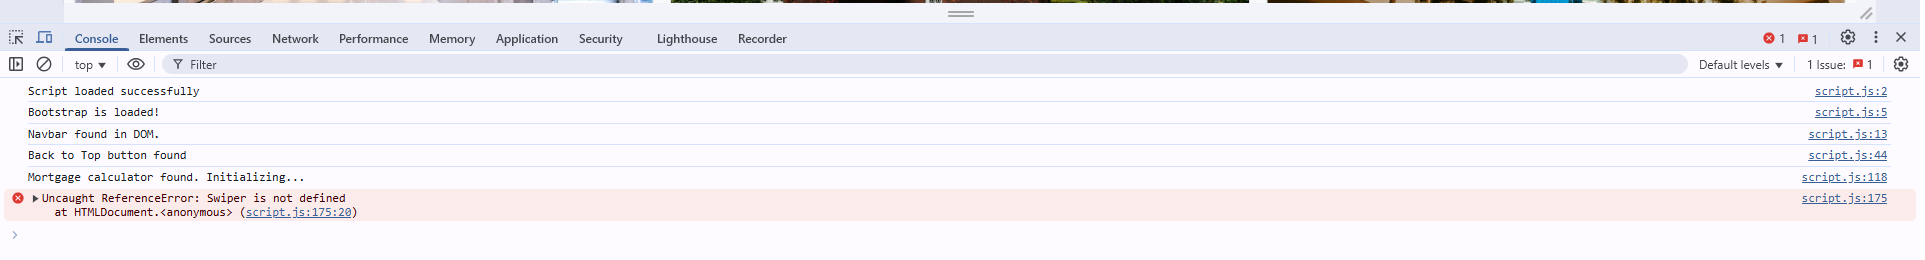 Console Elements Sources Network Performance Memory Application Security Lighthouse Recorder 1 1
top Filter Default levels 1 Issue: 1
Script loaded successfully script.js:2
Bootstrap is loaded! script.js:5
Navbar found in DOM. script.js:13
Back to Top button found script.js:44
Mortgage calculator found. Initializing... script.js:118
Uncaught ReferenceError: Swiper is not defined script.js:175
at HTMLDocument.<anonymous> (script.js:175:20)